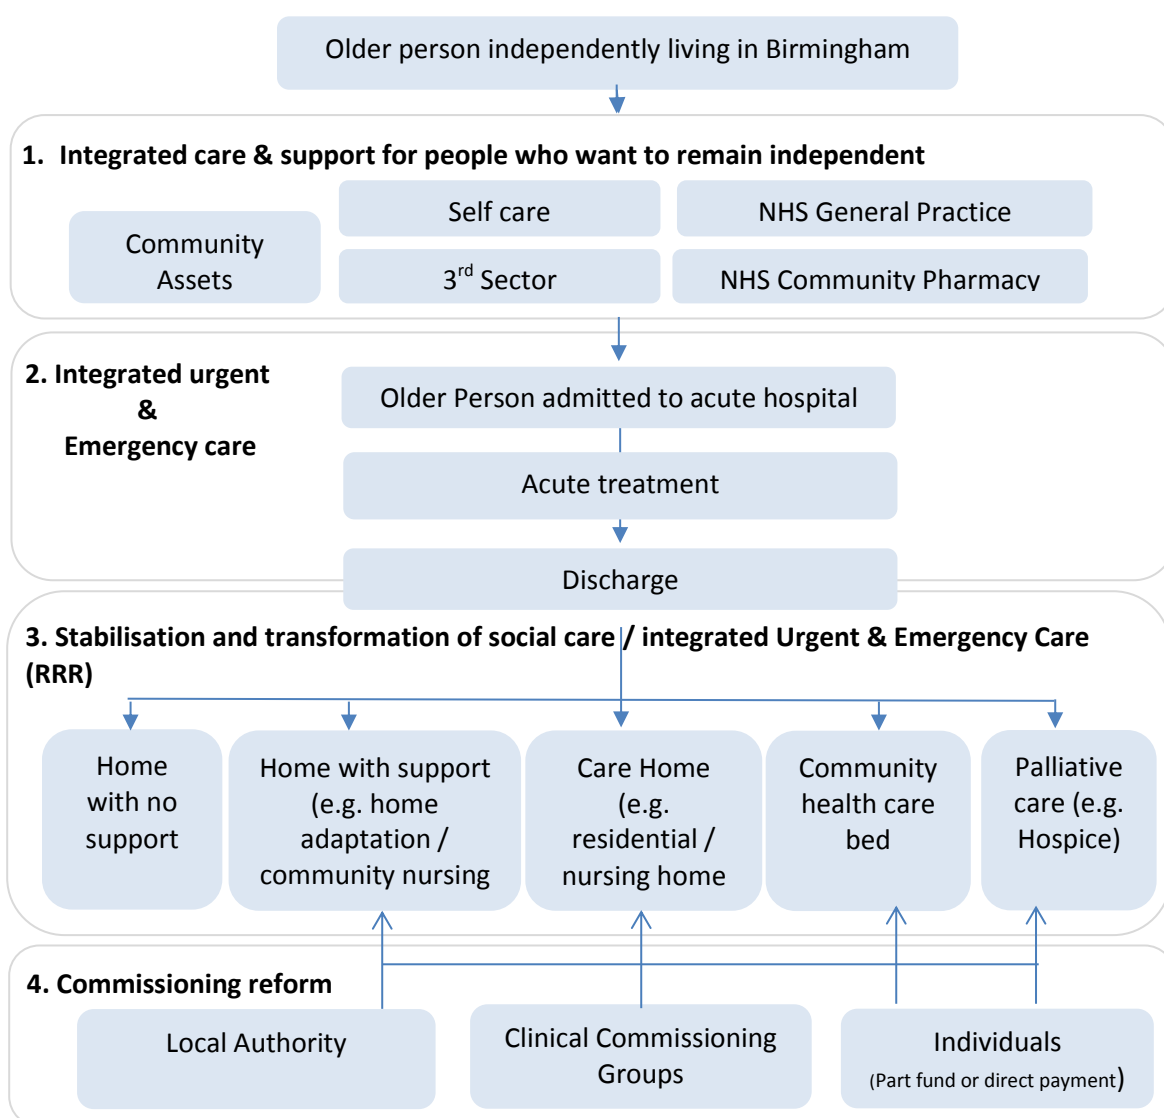 Older person independently living in Birmingham
1. Integrated care & support for people who want to remain independent
Community
Assets
Self care
NHS General Practice
3rd Sector
NHS Community Pharmacy
2. Integrated urgent
&
Emergency care
Older Person admitted to acute hospital
Acute treatment
Discharge
3. Stabilisation and transformation of social care / integrated Urgent & Emergency Care
(RRR)
Home
with no
support
Home with support
(e.g. home
adaptation /
community nursing
Care Home
(e.g.
residential /
nursing home
Community
health care
bed
Palliative
care (e.g.
Hospice)
4. Commissioning reform
Local Authority
Clinical Commissioning
Groups
Individuals
(Part fund or direct payment)